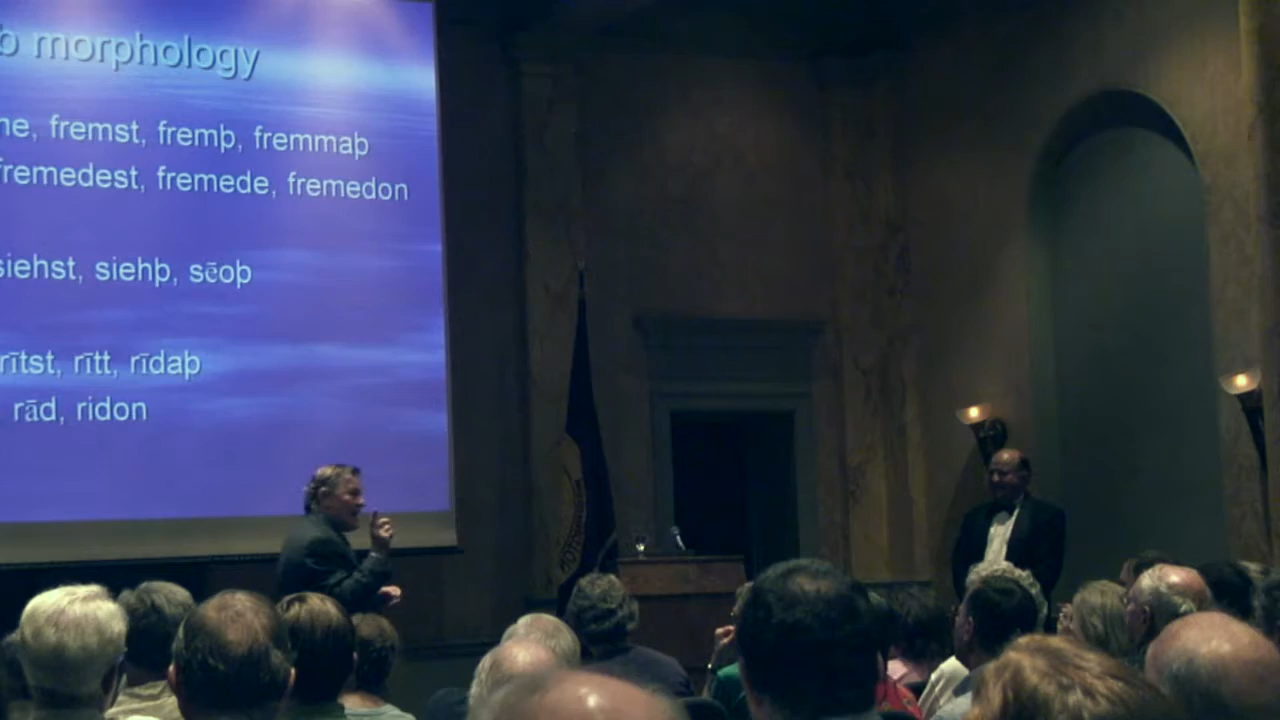 morphology
fremst, fremþ, fremmaþ
fremedest, fremede, fremedon
siehst, siehþ, sēoþ
rītst, rītt, rīdaþ
rād, ridon